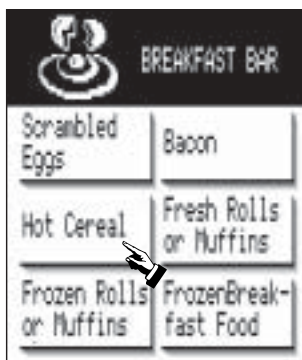 BREAKFAST BAR
Scrambled
Eggs
Bacon
Hot Cereal
Fresh Rolls
or Muffins
Frozen Rolls
or Muffins
FrozenBreak-
fast Food